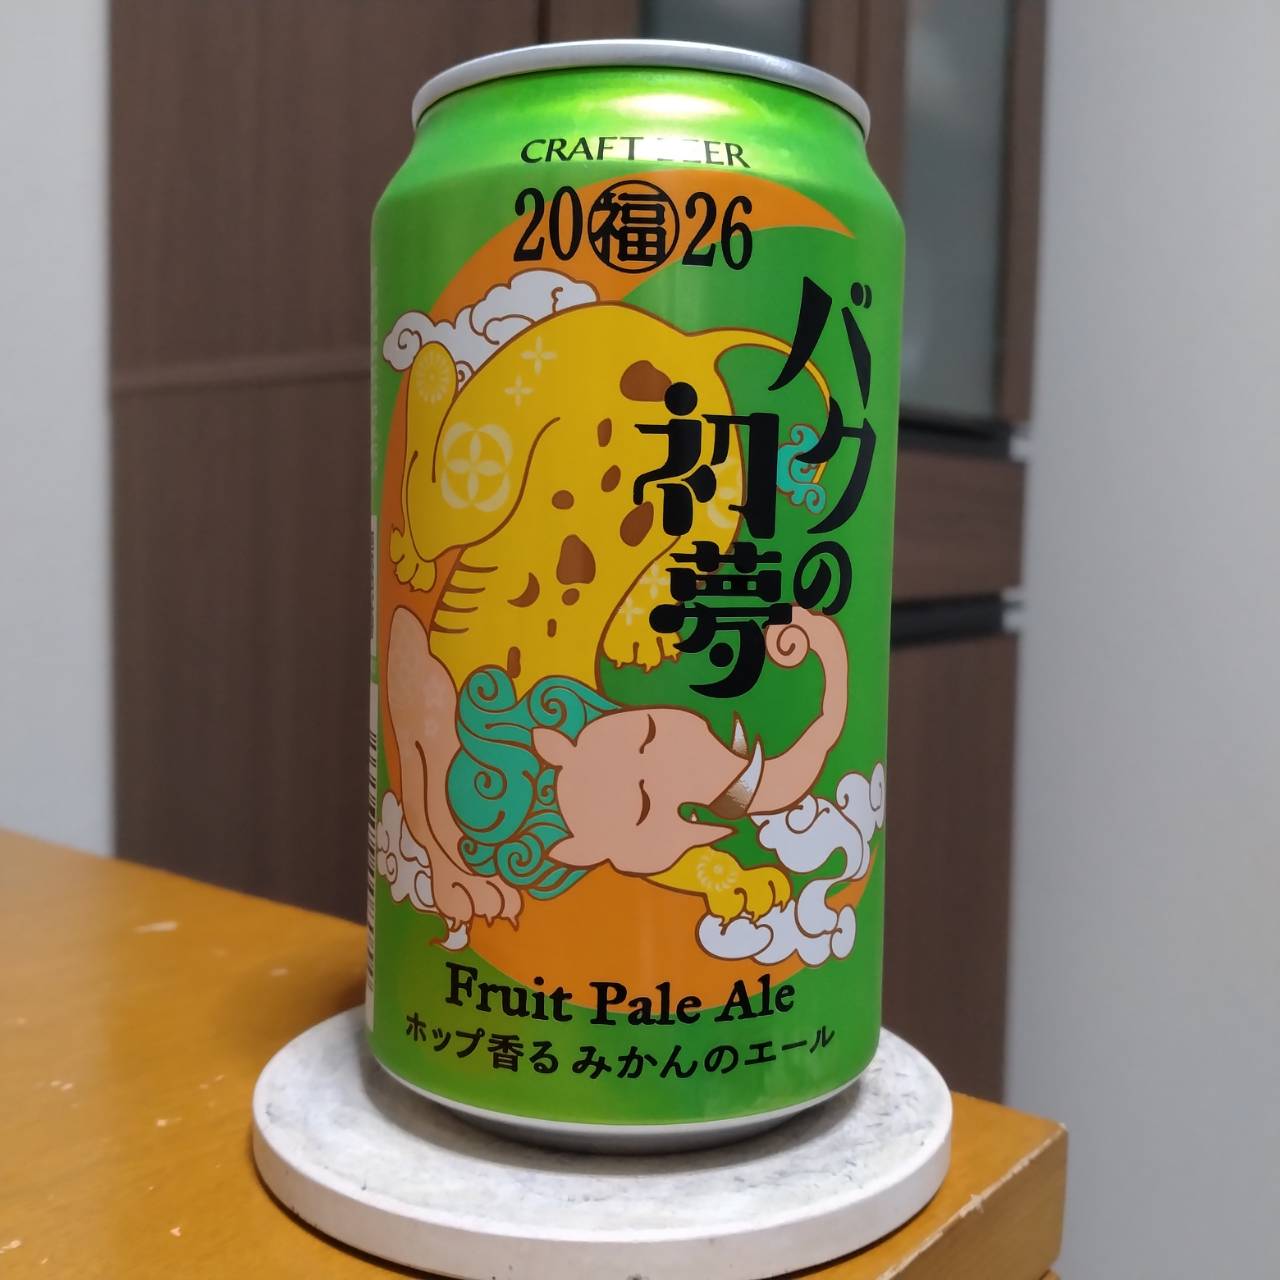 CRAFT BEER
20福26
バクの
初夢
Fruit Pale Ale
ホップ香る みかんのエール